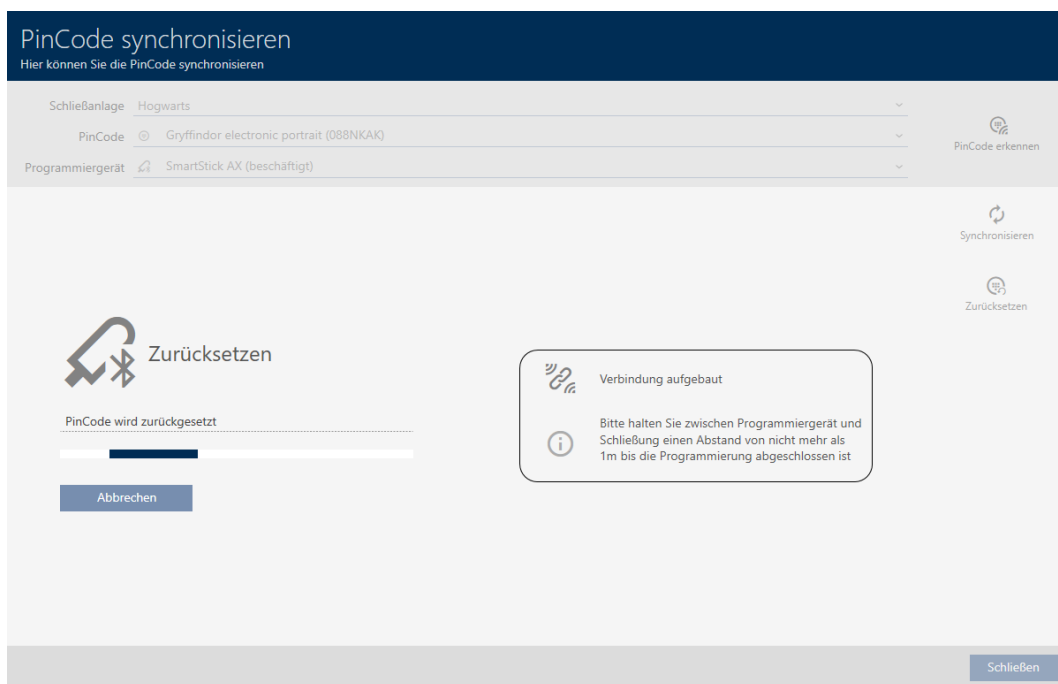 PinCode synchronisieren
Hier können Sie die PinCode synchronisieren
Schließanlage Hogwarts
PinCode Gryffindor electronic portrait (088NKAK)
Programmiergerät SmartStick AX (beschäftigt)
PinCode erkennen
Synchronisieren
Zurücksetzen
Zurücksetzen
PinCode wird zurückgesetzt
Abbrechen
Verbindung aufgebaut
Bitte halten Sie zwischen Programmiergerät und
Schließung einen Abstand von nicht mehr als
1m bis die Programmierung abgeschlossen ist
Schließen